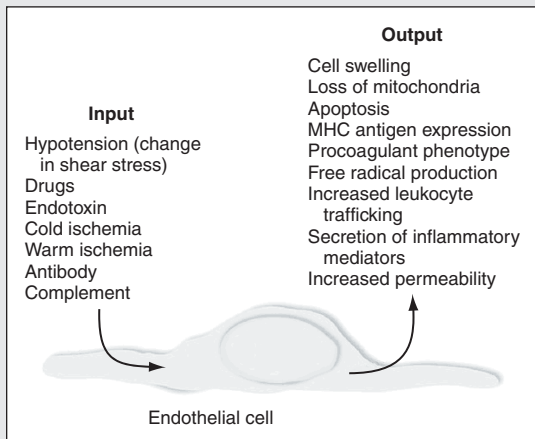 Input
Hypotension (change
in shear stress)
Drugs
Endotoxin
Cold ischemia
Warm ischemia
Antibody
Complement
Output
Cell swelling
Loss of mitochondria
Apoptosis
MHC antigen expression
Procoagulant phenotype
Free radical production
Increased leukocyte
trafficking
Secretion of inflammatory
mediators
Increased permeability
Endothelial cell